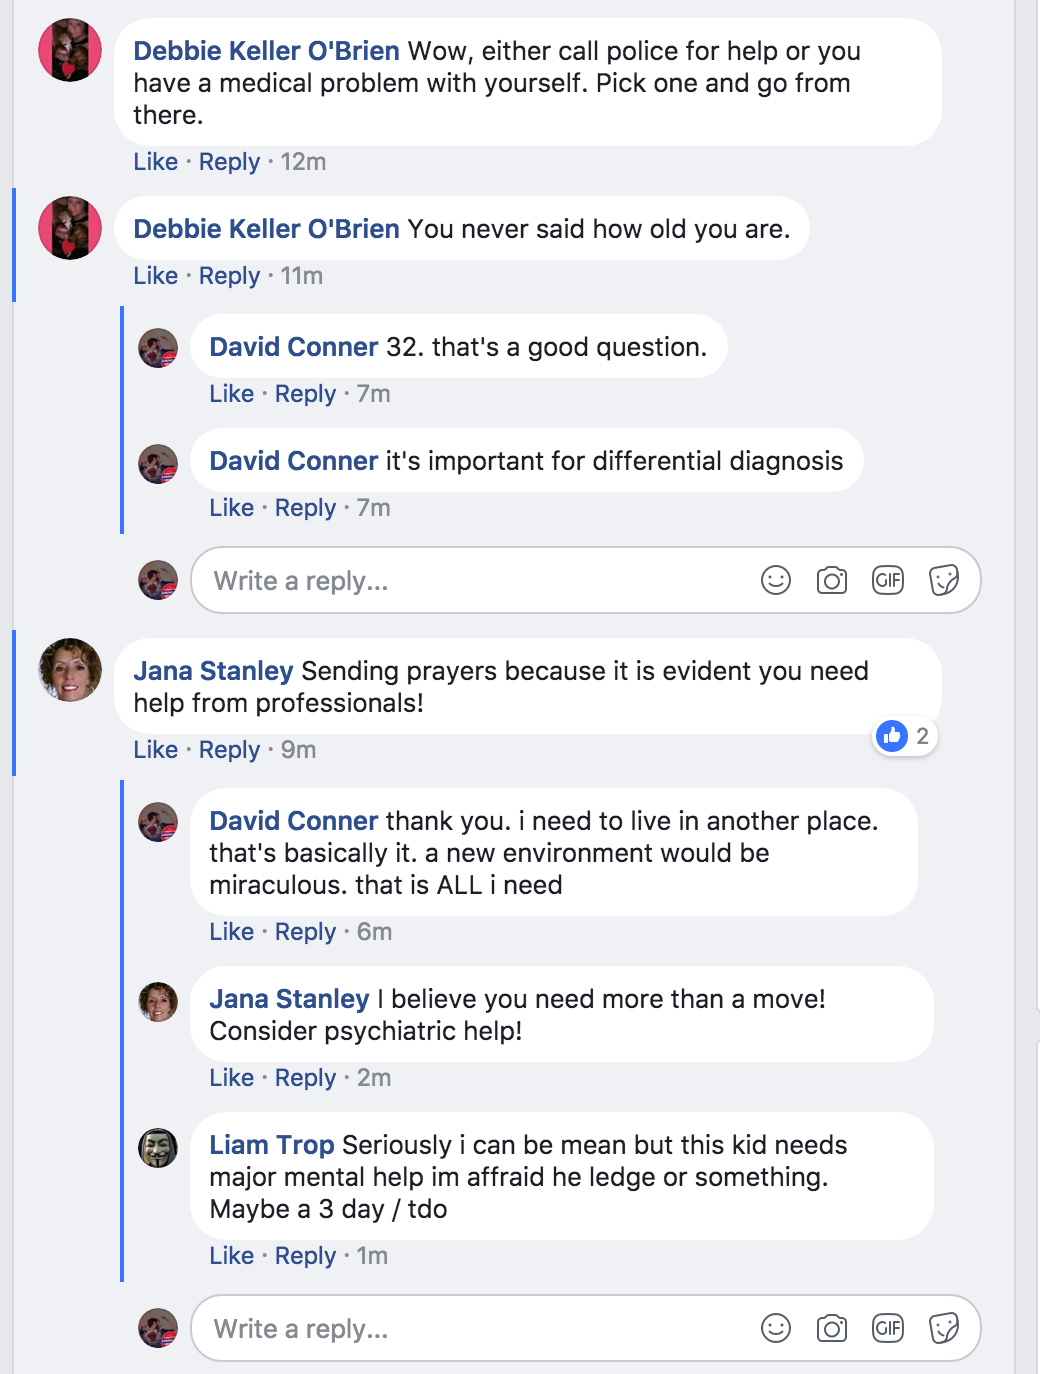 Debbie Keller O'Brien Wow, either call police for help or you
have a medical problem with yourself. Pick one and go from
there.
Like · Reply · 12m
Debbie Keller O'Brien You never said how old you are.
Like · Reply · 11m
David Conner 32. that's a good question.
Like · Reply · 7m
David Conner it's important for differential diagnosis
Like · Reply · 7m
Write a reply...
GIF
Jana Stanley Sending prayers because it is evident you need
help from professionals!
2
Like · Reply · 9m
David Conner thank you. i need to live in another place.
that's basically it. a new environment would be
miraculous. that is ALL i need
Like · Reply · 6m
Jana Stanley I believe you need more than a move!
Consider psychiatric help!
Like · Reply · 2m
Liam Trop Seriously i can be mean but this kid needs
major mental help im affraid he ledge or something.
Maybe a 3 day / tdo
Like · Reply · 1m
Write a reply...
GIF